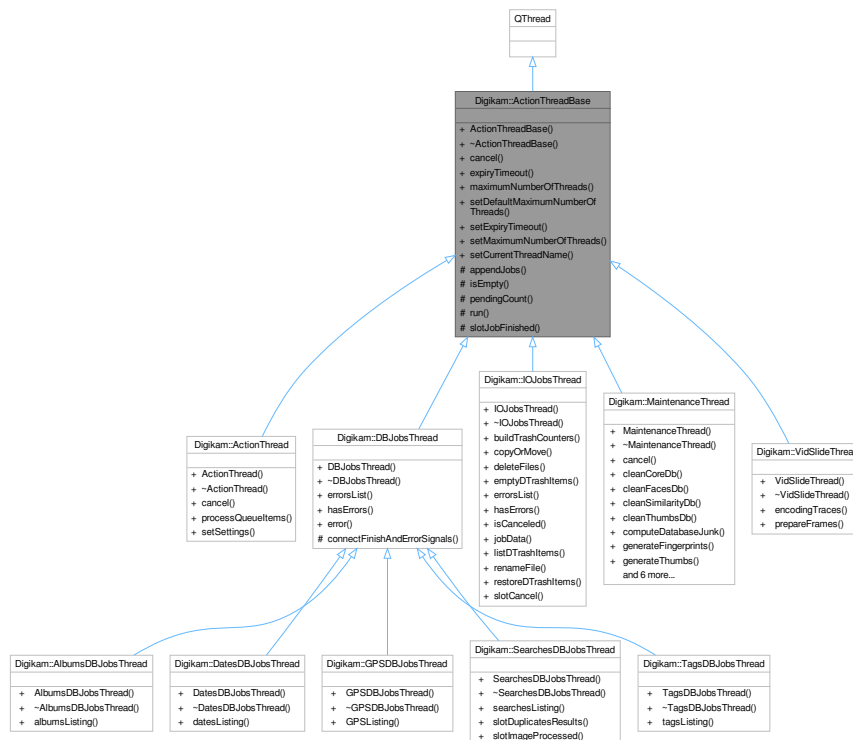 QThread
Digikam::ActionThreadBase
+ ActionThreadBase()
+ ~ActionThreadBase()
+ cancel()
+ expiryTimeout()
+ maximumNumberOfThreads()
+ setDefaultMaximumNumberOf
Threads()
+ setExpiryTimeout()
+ setMaximumNumberOfThreads()
+ setCurrentThreadName()
# appendJobs()
# isEmpty()
# pendingCount()
# run()
# slotJobFinished()
Digikam::ActionThread
+ ActionThread()
+ ~ActionThread()
+ cancel()
+ processQueueItems()
+ setSettings()
Digikam::DBJobsThread
+ DBJobsThread()
+ ~DBJobsThread()
+ errorsList()
+ hasErrors()
+ error()
# connectFinishAndErrorSignals()
Digikam::IOJobsThread
+ IOJobsThread()
+ ~IOJobsThread()
+ buildTrashCounters()
+ copyOrMove()
+ deleteFiles()
+ emptyDTrashItems()
+ errorsList()
+ hasErrors()
+ isCanceled()
+ jobData()
+ listDTrashItems()
+ renameFile()
+ restoreDTrashItems()
+ slotCancel()
Digikam::MaintenanceThread
+ MaintenanceThread()
+ ~MaintenanceThread()
+ cancel()
+ cleanCoreDb()
+ cleanFacesDb()
+ cleanSimilarityDb()
+ cleanThumbsDb()
+ computeDatabaseJunk()
+ generateFingerprints()
+ generateThumbs()
and 6 more...
Digikam::VidSlideThread
+ VidSlideThread()
+ ~VidSlideThread()
+ encodingTraces()
+ prepareFrames()
Digikam::AlbumsDBJobsThread
+ AlbumsDBJobsThread()
+ ~AlbumsDBJobsThread()
+ albumsListing()
Digikam::DatesDBJobsThread
+ DatesDBJobsThread()
+ ~DatesDBJobsThread()
+ datesListing()
Digikam::GPSDBJobsThread
+ GPSDBJobsThread()
+ ~GPSDBJobsThread()
+ GPSListing()
Digikam::SearchesDBJobsThread
+ SearchesDBJobsThread()
+ ~SearchesDBJobsThread()
+ searchesListing()
+ slotDuplicatesResults()
+ slotImageProcessed()
Digikam::TagsDBJobsThread
+ TagsDBJobsThread()
+ ~TagsDBJobsThread()
+ tagsListing()